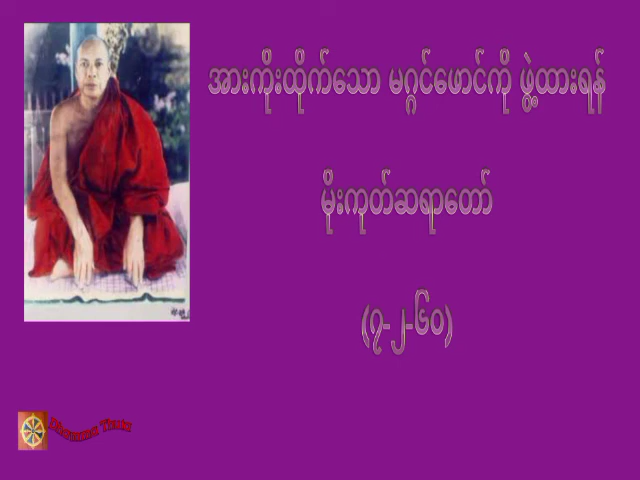 အားကိုးထိုက်သော မဂ္ဂင်ဖောင်ကို ဖွဲ့ထားရန်
မိုးကုတ်ဆရာတော်
(၇-၂-၆၀)